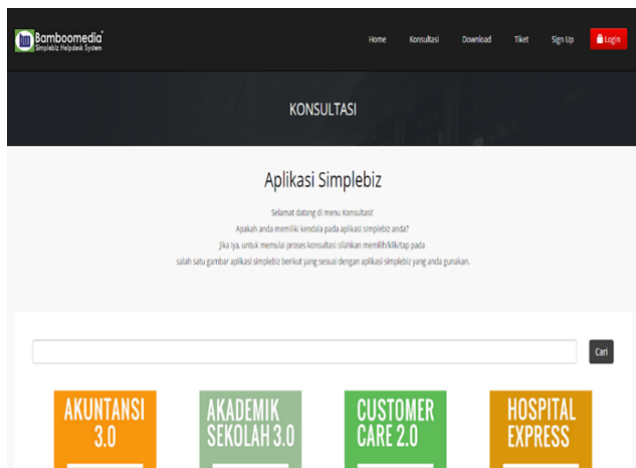 bm Bamboomedia
Simplebiz Helpdesk System
Home Konsultasi Download Tiket Sign Up Login
KONSULTASI
Aplikasi Simplebiz
Selamat datang di menu Konsultasi!
Apakah anda memiliki kendala pada aplikasi simplebiz anda?
Jika iya, untuk memulai proses konsultasi silahkan memilih/klik/tap pada
salah satu gambar aplikasi simplebiz berikut yang sesuai dengan aplikasi simplebiz yang anda gunakan.
Cari
AKUNTANSI
3.0
AKADEMIK
SEKOLAH 3.0
CUSTOMER
CARE 2.0
HOSPITAL
EXPRESS